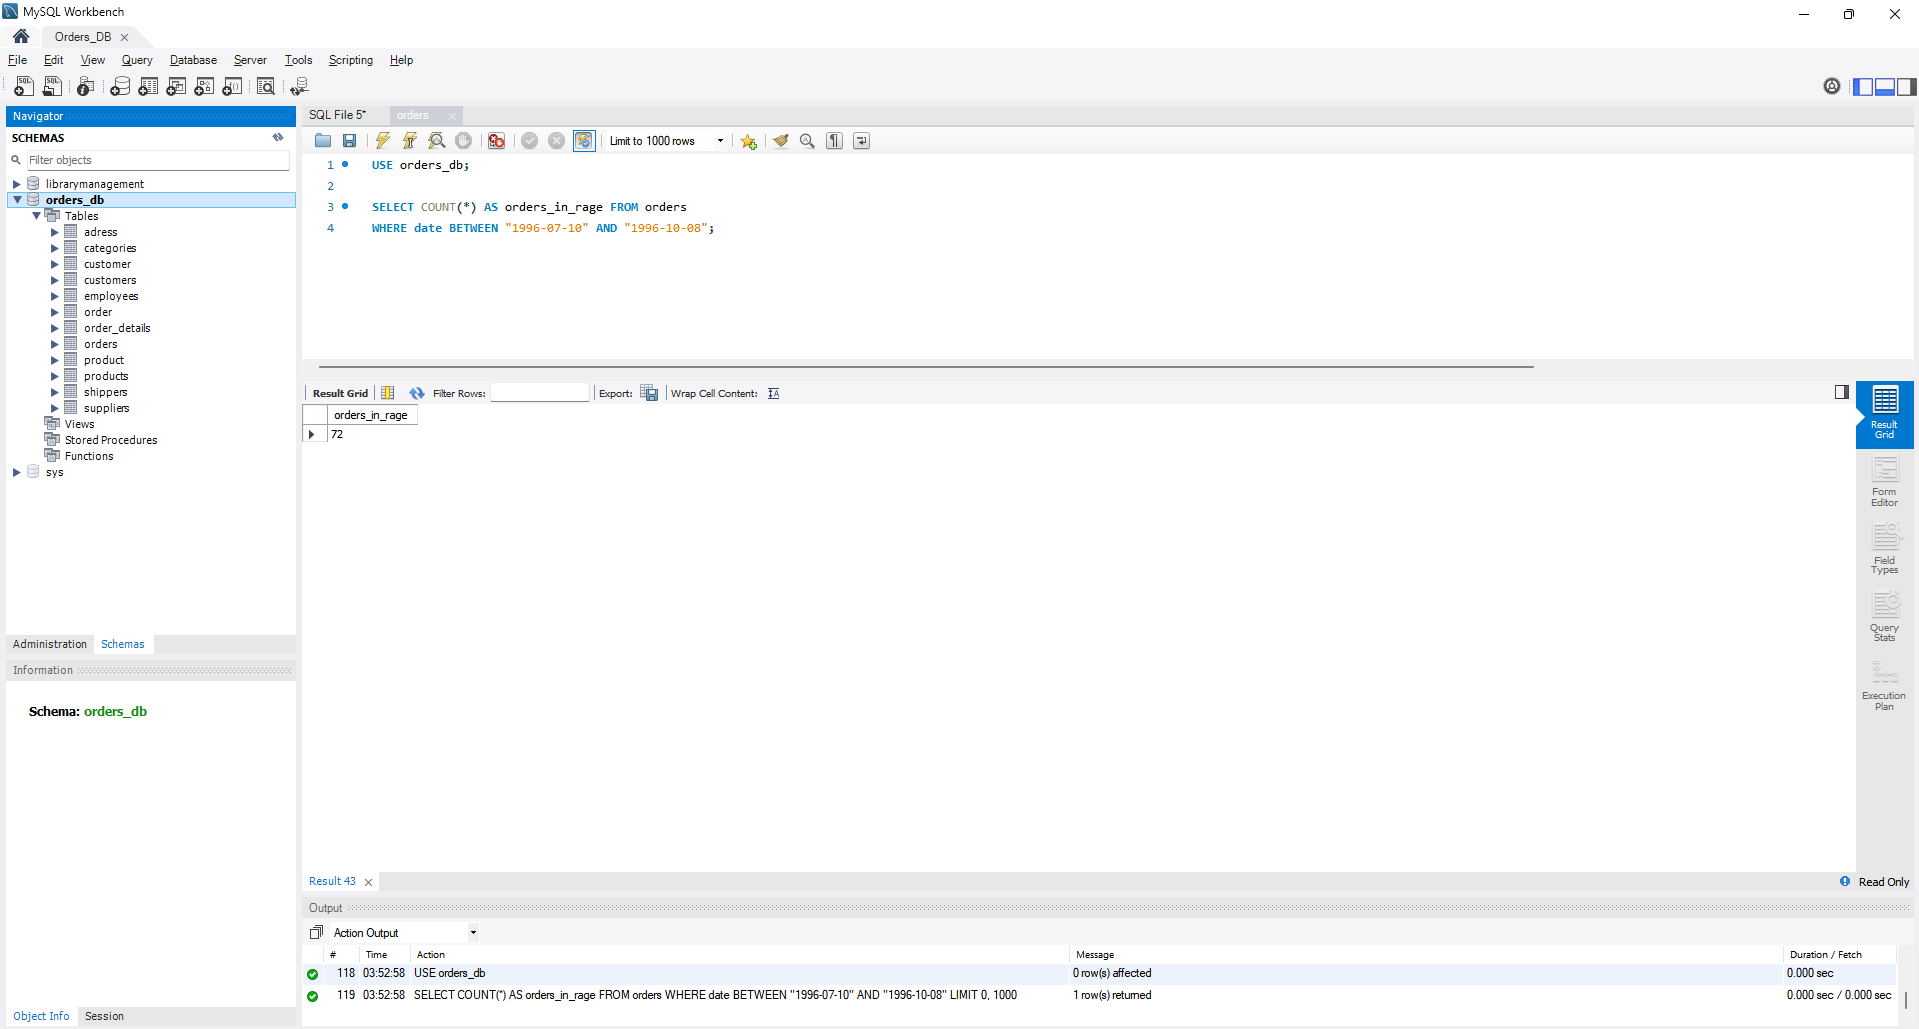 MySQL Workbench
Orders_DB
File Edit View Query Database Server Tools Scripting Help
Navigator
SCHEMAS
Filter objects
librarymanagement
orders_db
Tables
adress
categories
customer
customers
employees
order
order_details
orders
product
products
shippers
suppliers
Views
Stored Procedures
Functions
sys
Administration Schemas
Information
Schema: orders_db
Object Info Session
SQL File 5* orders
Limit to 1000 rows
1 USE orders_db;
2
3 SELECT COUNT(*) AS orders_in_rage FROM orders
4 WHERE date BETWEEN "1996-07-10" AND "1996-10-08";
Result Grid Filter Rows: Export: Wrap Cell Content:
orders_in_rage
72
Result
Grid
Form
Editor
Field
Types
Query
Stats
Execution
Plan
Result 43 Read Only
Output
Action Output
# Time Action Message Duration / Fetch
118 03:52:58 USE orders_db 0 row(s) affected 0.000 sec
119 03:52:58 SELECT COUNT(*) AS orders_in_rage FROM orders WHERE date BETWEEN "1996-07-10" AND "1996-10-08" LIMIT 0, 1000 1 row(s) returned 0.000 sec / 0.000 sec